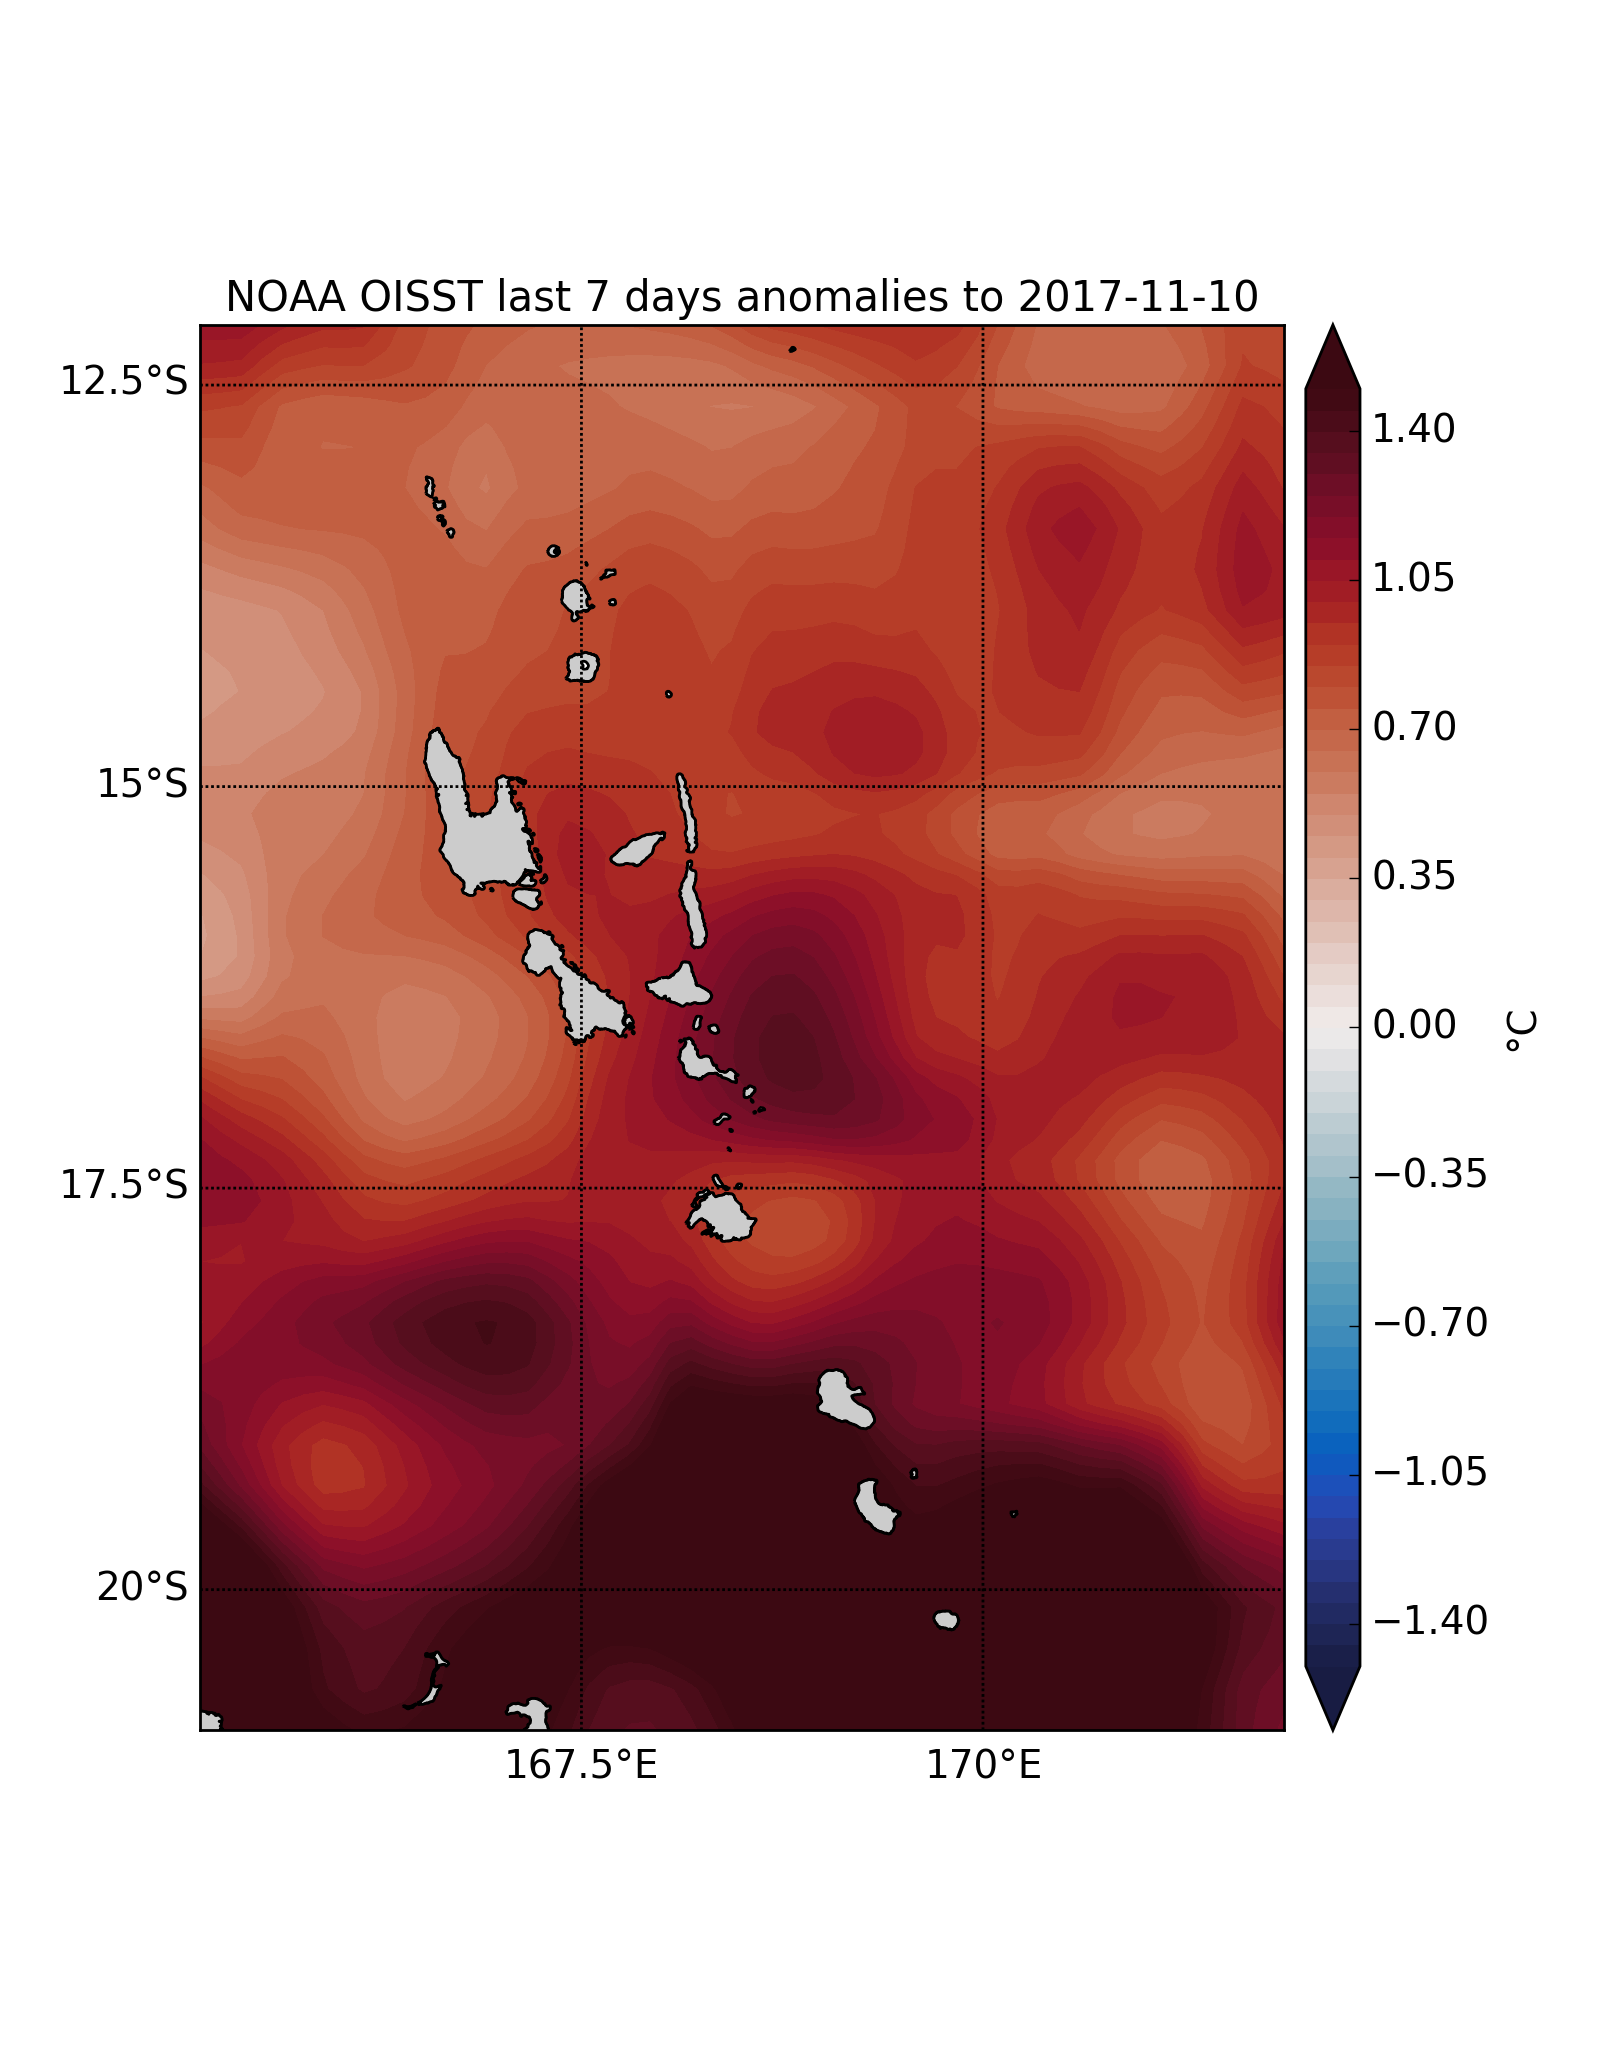 NOAA OISST last 7 days anomalies to 2017-11-10
12.5°S
15°S
17.5°S
20°S
167.5°E
170°E
1.40
1.05
0.70
0.35
0.00
−0.35
−0.70
−1.05
−1.40
°C